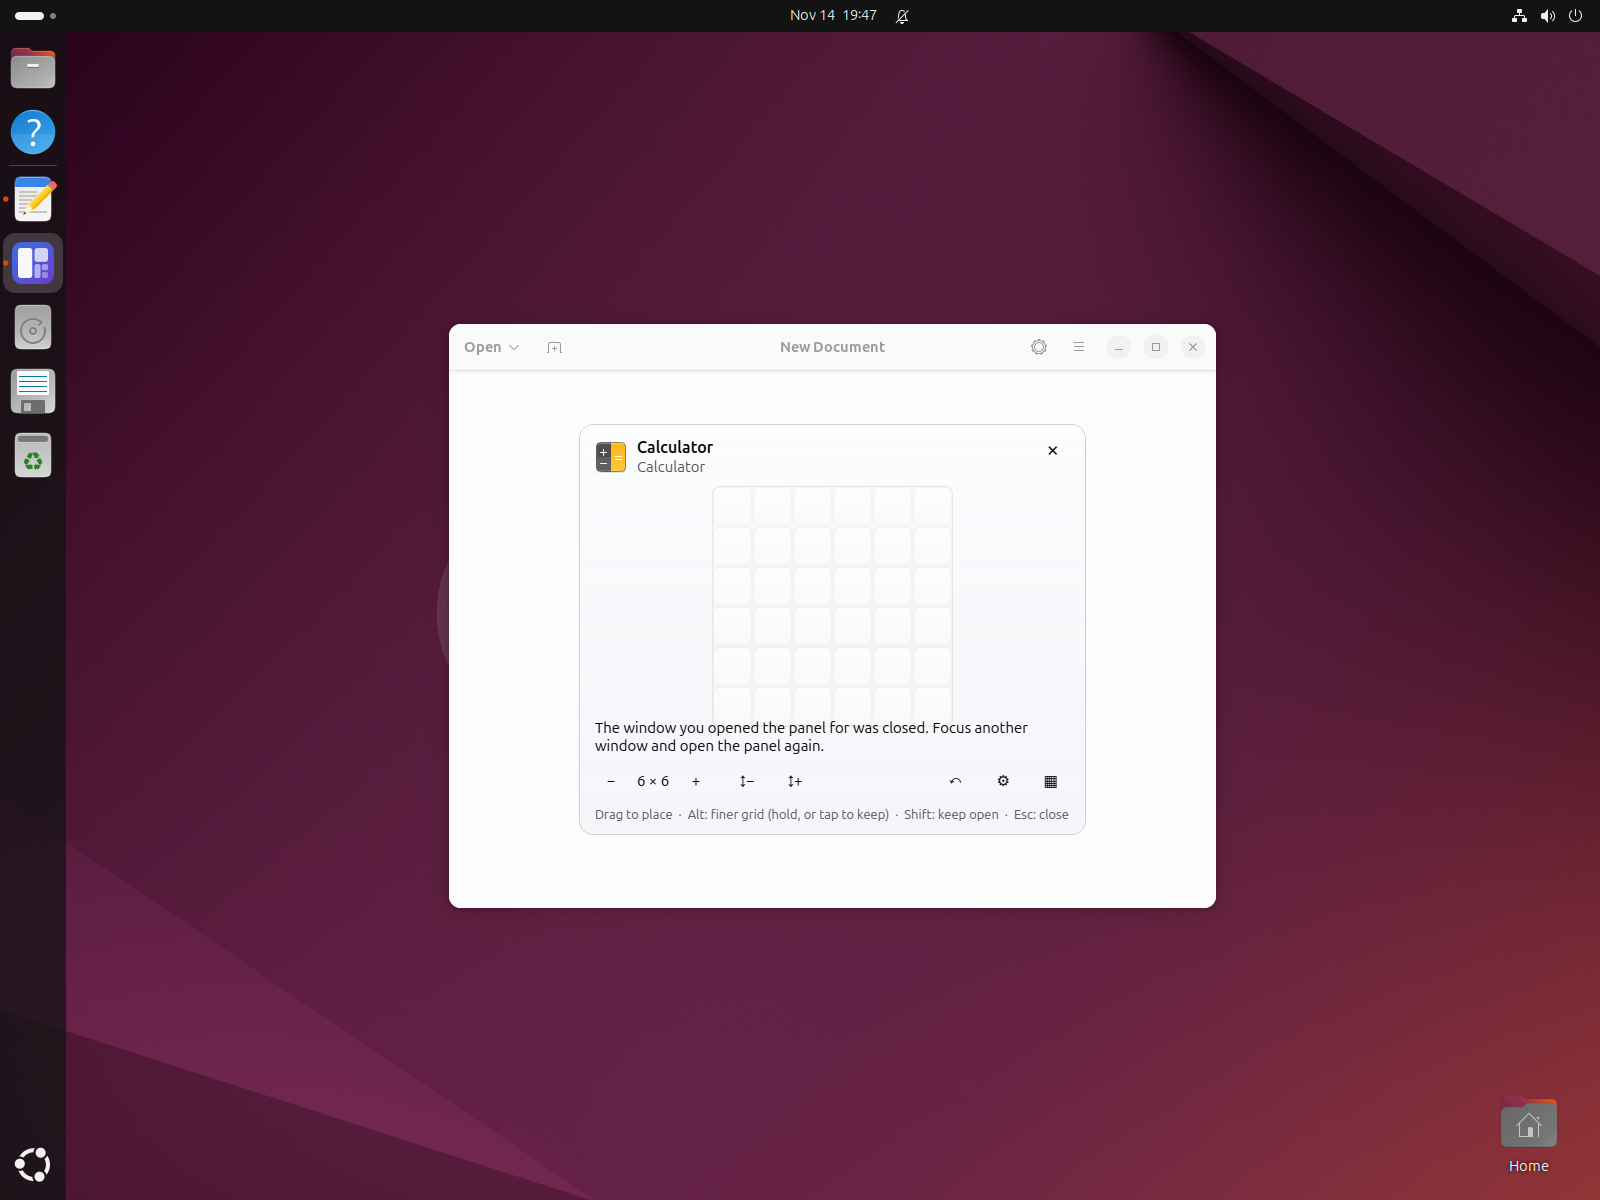 Nov 14 19:47
Open
New Document
Calculator
Calculator
The window you opened the panel for was closed. Focus another
window and open the panel again.
− 6 × 6 + ↕− ↕+
Drag to place · Alt: finer grid (hold, or tap to keep) · Shift: keep open · Esc: close
Home